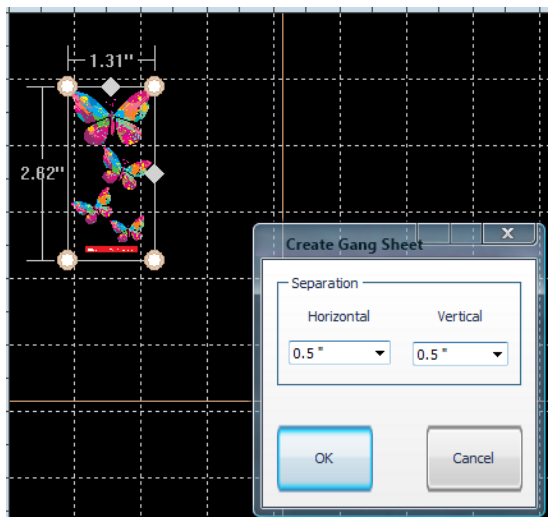 1.31"
2.62"
Create Gang Sheet
X
Separation
Horizontal
Vertical
0.5 "
0.5 "
OK
Cancel